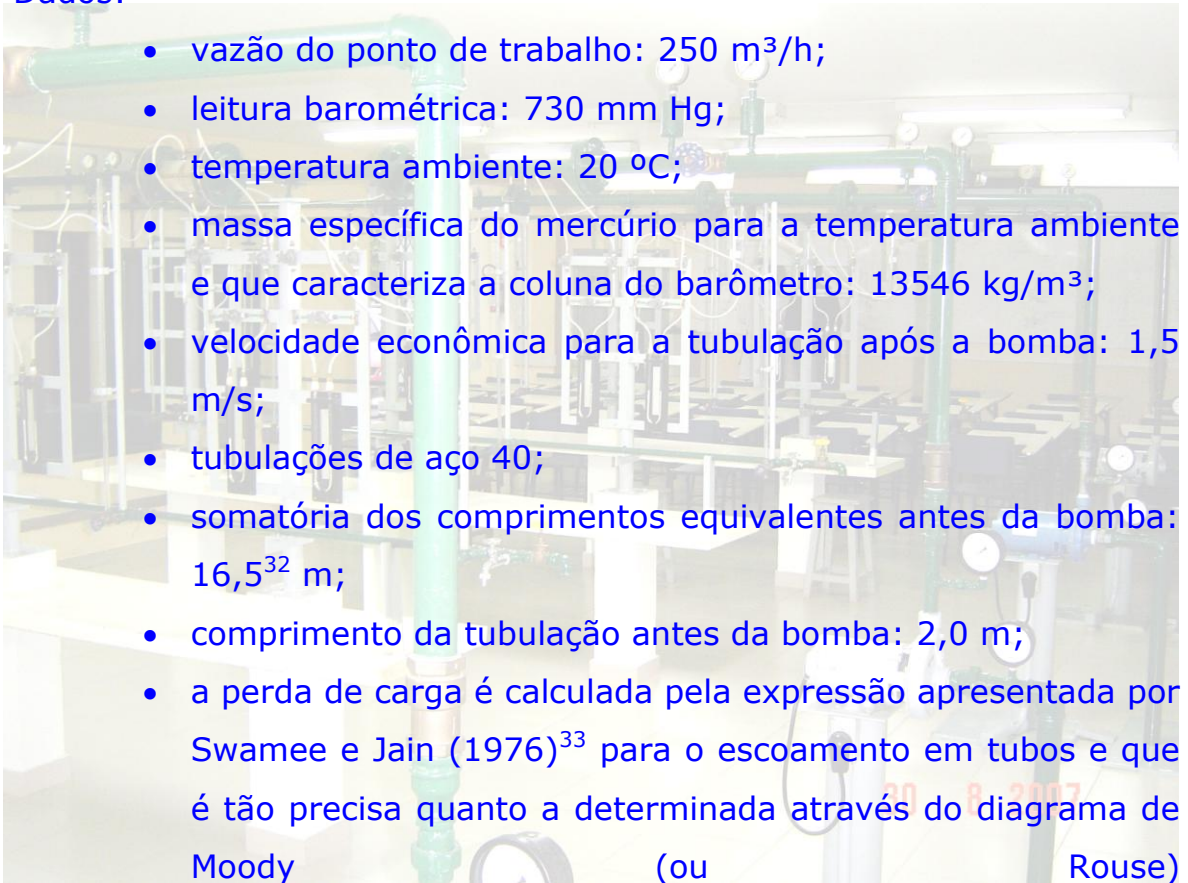 Dados:
• vazão do ponto de trabalho: 250 m³/h;
• leitura barométrica: 730 mm Hg;
• temperatura ambiente: 20 ºC;
• massa específica do mercúrio para a temperatura ambiente
e que caracteriza a coluna do barômetro: 13546 kg/m³;
• velocidade econômica para a tubulação após a bomba: 1,5
m/s;
• tubulações de aço 40;
• somatória dos comprimentos equivalentes antes da bomba:
16,5³² m;
• comprimento da tubulação antes da bomba: 2,0 m;
• a perda de carga é calculada pela expressão apresentada por
Swamee e Jain (1976)³³ para o escoamento em tubos e que
é tão precisa quanto a determinada através do diagrama de
Moody (ou Rouse)